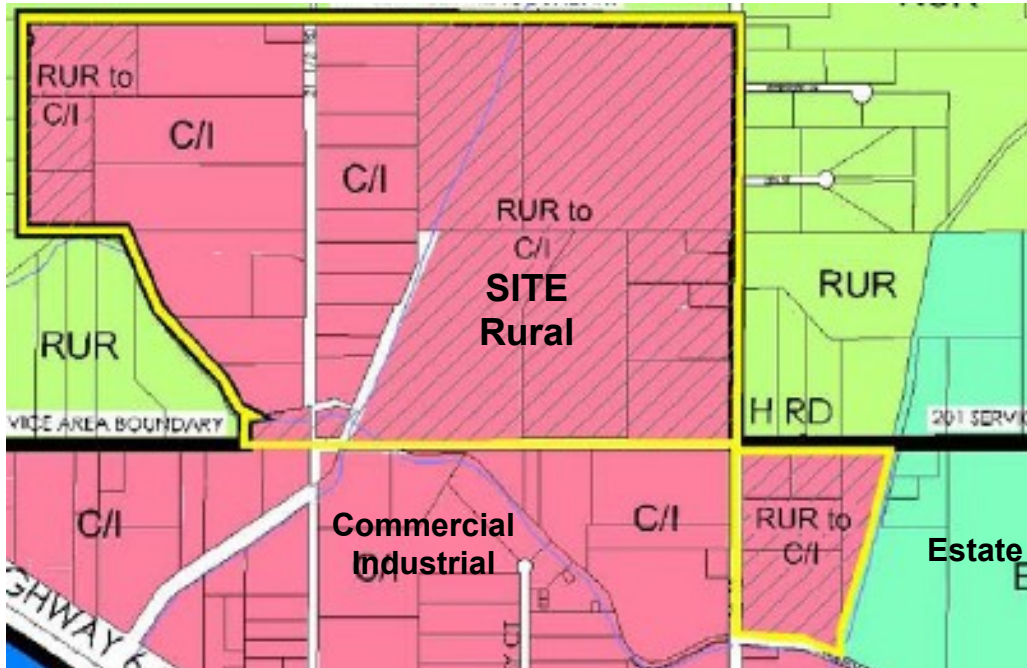 RUR to
C/I
C/I
C/I
RUR to
C/I
SITE
Rural
RUR
RUR
H RD
VICE AREA BOUNDARY
201 SERVIC
C/I
Commercial
Industrial
C/I
RUR to
C/I
Estate
E
GHWAY 6